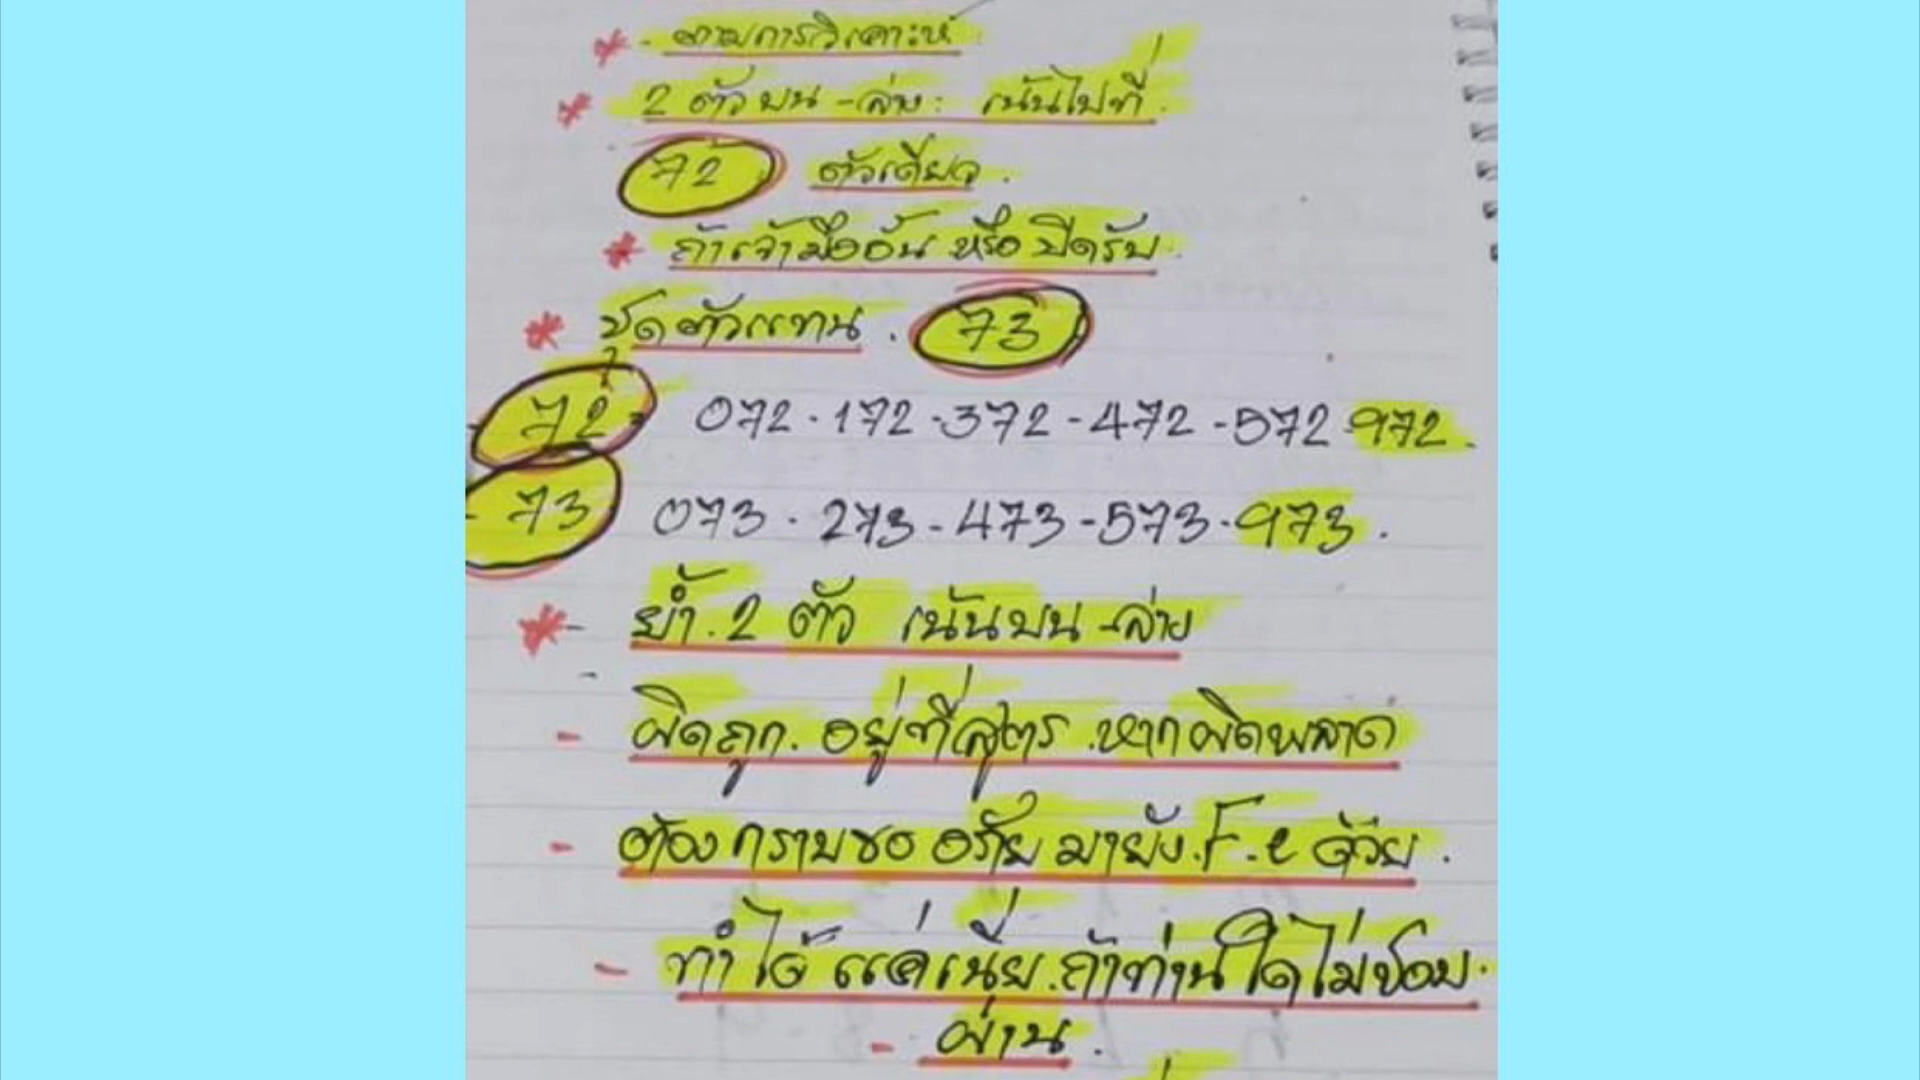 ตามการวิเคาะห์
2 ตัวบน - ล่าง : เน้นไปที่
72 ตัวเดียว.
ถ้าเจ้ามืออั้น หรือ ปิดรับ
ชุดตัวแทน. 73
72 = 072 - 172 - 372 - 472 - 572 - 972.
- 73 073 - 273 - 473 - 573 - 973.
ย้ำ. 2 ตัว เน้นบน - ล่าง
- ผิดถูก. อยู่ที่สูตร. หากผิดพลาด
- ต้องกราบขออภัย มายัง. F.c ด้วย.
- ทำได้แค่เนี่ย. ถ้าท่านใดไม่ชอบ.
- ผ่าน.